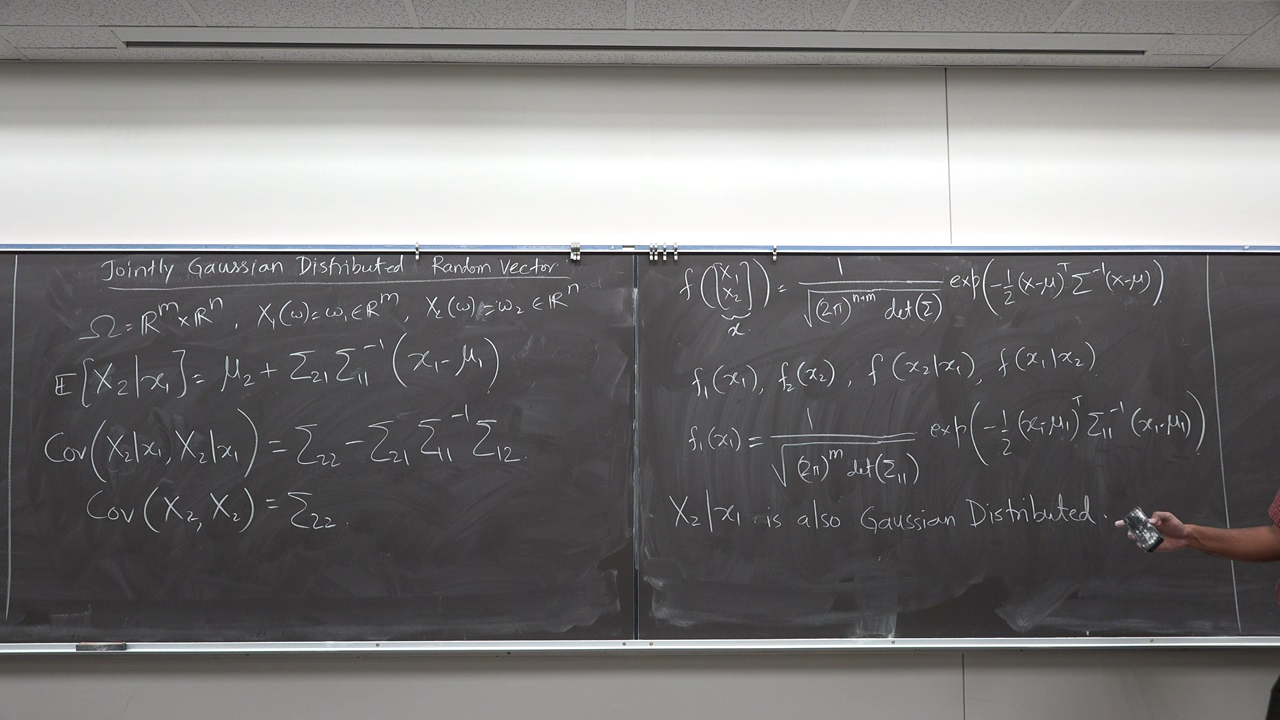 Jointly Gaussian Distributed Random Vector
Ω = ℝ^m × ℝ^n, X₁(ω) = ω₁ ∈ ℝ^m, X₂(ω) = ω₂ ∈ ℝ^n
𝔼[X₂|x₁] = μ₂ + Σ₂₁ Σ₁₁⁻¹ (x₁ - μ₁)
Cov(X₂|x₁, X₂|x₁) = Σ₂₂ - Σ₂₁ Σ₁₁⁻¹ Σ₁₂.
Cov(X₂, X₂) = Σ₂₂.
f([x₁ x₂]) = 1/√((2π)^{n+m} det(Σ)) exp(-1/2 (x-μ)^T Σ⁻¹ (x-μ))
x.
f₁(x₁), f₂(x₂), f(x₂|x₁), f(x₁|x₂)
f₁(x₁) = 1/√((2π)^m det(Σ₁₁)) exp(-1/2 (x₁-μ₁)^T Σ₁₁⁻¹ (x₁-μ₁))
X₂|x₁ is also Gaussian Distributed.